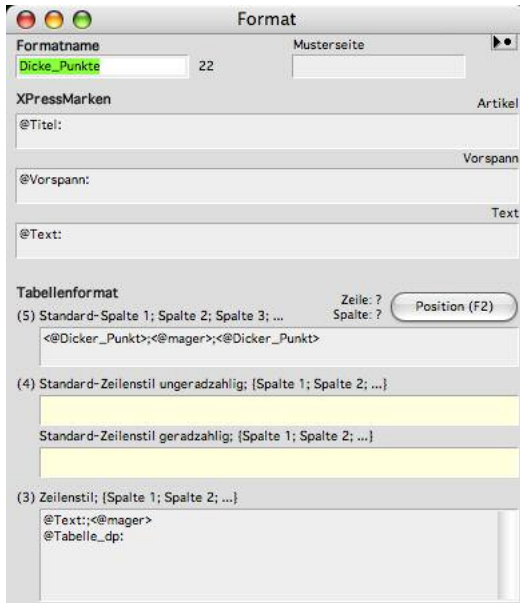 Format
Formatname
Musterseite
Dicke_Punkte
22
XPressMarken
Artikel
@Titel:
Vorspann
@Vorspann:
Text
@Text:
Tabellenformat
Zeile: ?
Position (F2)
(5) Standard-Spalte 1; Spalte 2; Spalte 3; ...
Spalte: ?
<@Dicker_Punkt>;<@mager>;<@Dicker_Punkt>
(4) Standard-Zeilenstil ungeradzahlig; {Spalte 1; Spalte 2; ...}
Standard-Zeilenstil geradzahlig; {Spalte 1; Spalte 2; ...}
(3) Zeilenstil; {Spalte 1; Spalte 2; ...}
@Text:;<@mager>
@Tabelle_dp: